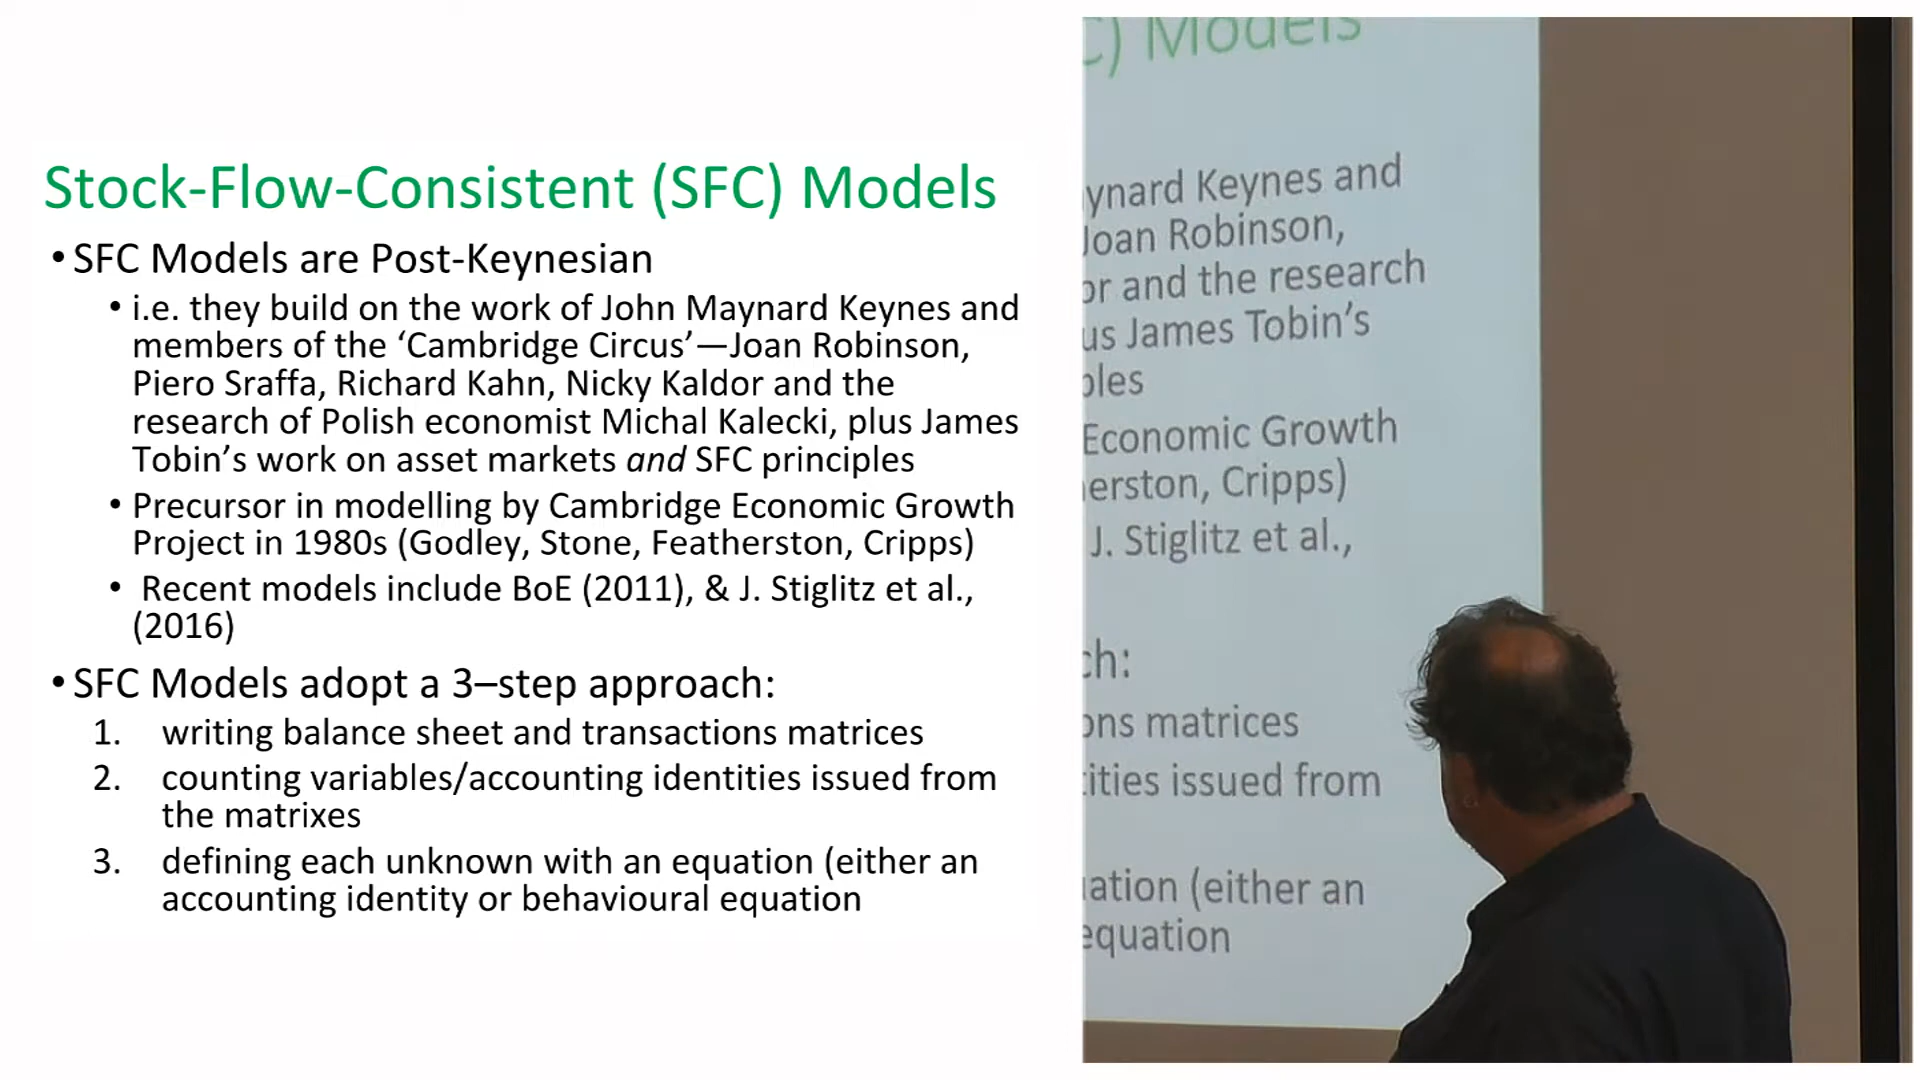 Stock-Flow-Consistent (SFC) Models
• SFC Models are Post-Keynesian
• i.e. they build on the work of John Maynard Keynes and
members of the ‘Cambridge Circus’—Joan Robinson,
Piero Sraffa, Richard Kahn, Nicky Kaldor and the
research of Polish economist Michal Kalecki, plus James
Tobin’s work on asset markets and SFC principles
• Precursor in modelling by Cambridge Economic Growth
Project in 1980s (Godley, Stone, Featherston, Cripps)
• Recent models include BoE (2011), & J. Stiglitz et al.,
(2016)
• SFC Models adopt a 3–step approach:
1. writing balance sheet and transactions matrices
2. counting variables/accounting identities issued from
the matrixes
3. defining each unknown with an equation (either an
accounting identity or behavioural equation
C) Models
ynard Keynes and
Joan Robinson,
or and the research
us James Tobin’s
ples
Economic Growth
erston, Cripps)
J. Stiglitz et al.,
ch:
ons matrices
tities issued from
uation (either an
equation